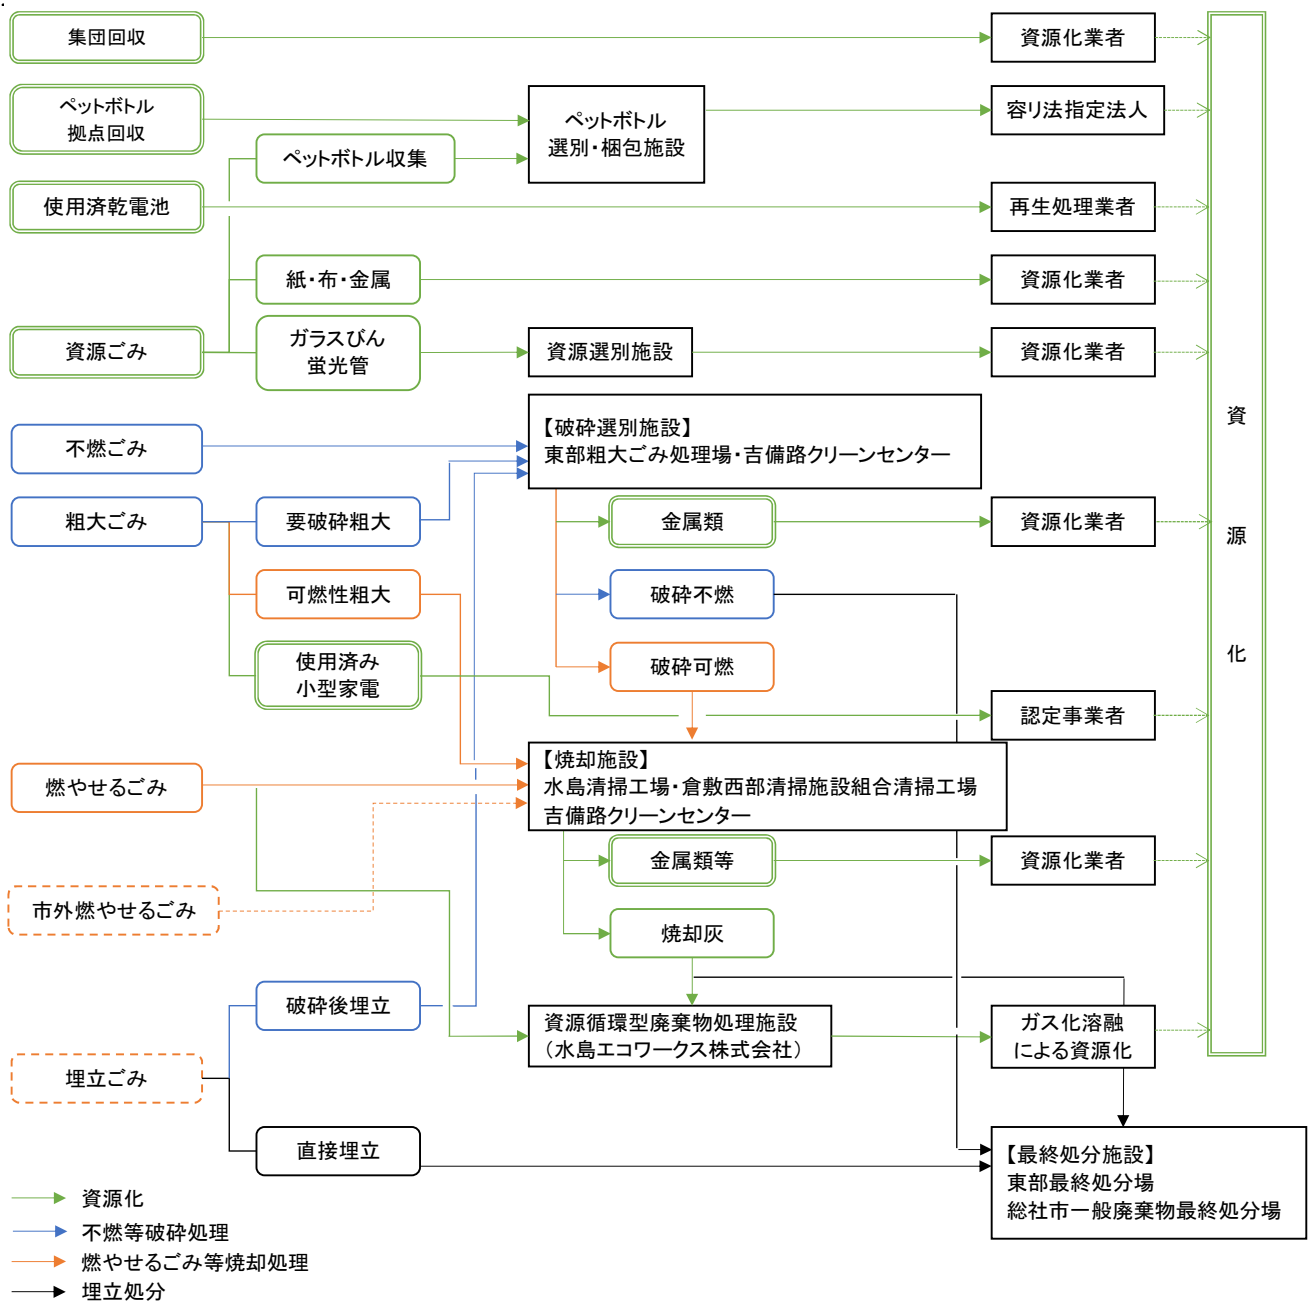 集団回収
資源化業者
ペットボトル
拠点回収
ペットボトル収集
ペットボトル
選別・梱包施設
容リ法指定法人
使用済乾電池
再生処理業者
紙・布・金属
資源化業者
資源ごみ
ガラスびん
蛍光管
資源選別施設
資源化業者
不燃ごみ
【破砕選別施設】
東部粗大ごみ処理場・吉備路クリーンセンター
粗大ごみ
要破砕粗大
金属類
資源化業者
可燃性粗大
破砕不燃
使用済み
小型家電
破砕可燃
認定事業者
燃やせるごみ
【焼却施設】
水島清掃工場・倉敷西部清掃施設組合清掃工場
吉備路クリーンセンター
金属類等
資源化業者
市外燃やせるごみ
焼却灰
破砕後埋立
資源循環型廃棄物処理施設
（水島エコワークス株式会社）
ガス化溶融
による資源化
埋立ごみ
直接埋立
【最終処分施設】
東部最終処分場
総社市一般廃棄物最終処分場
資
源
化
資源化
不燃等破砕処理
燃やせるごみ等焼却処理
埋立処分